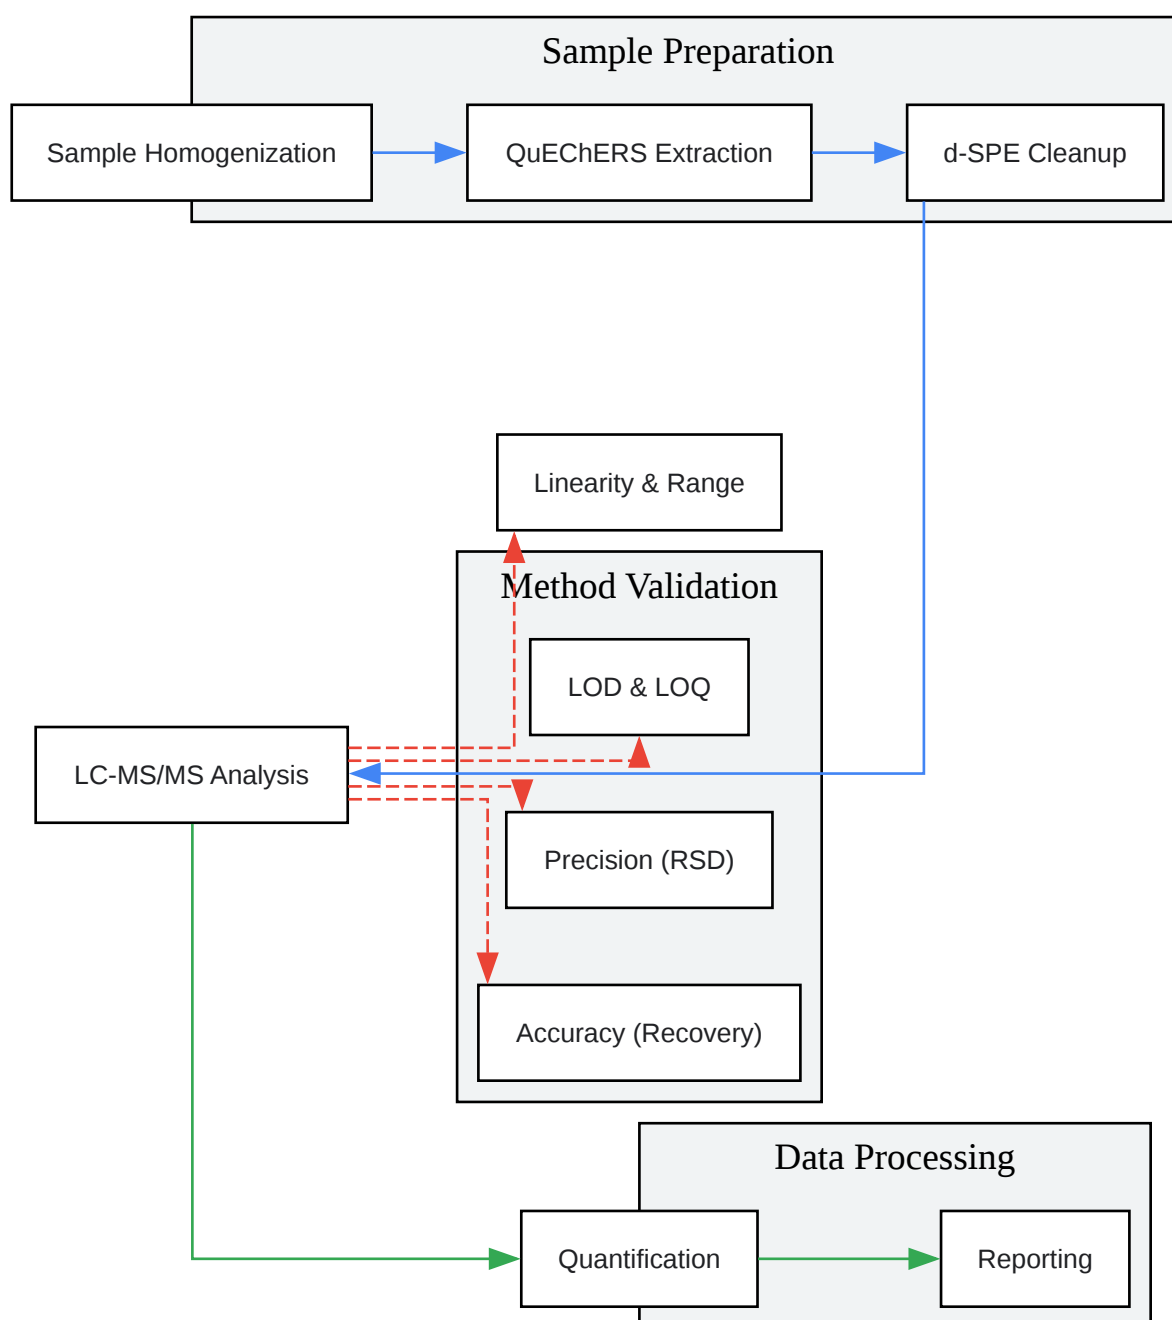 Sample Preparation
Sample Homogenization
QuEChERS Extraction
d-SPE Cleanup
Linearity & Range
Method Validation
LOD & LOQ
LC-MS/MS Analysis
Precision (RSD)
Accuracy (Recovery)
Data Processing
Quantification
Reporting